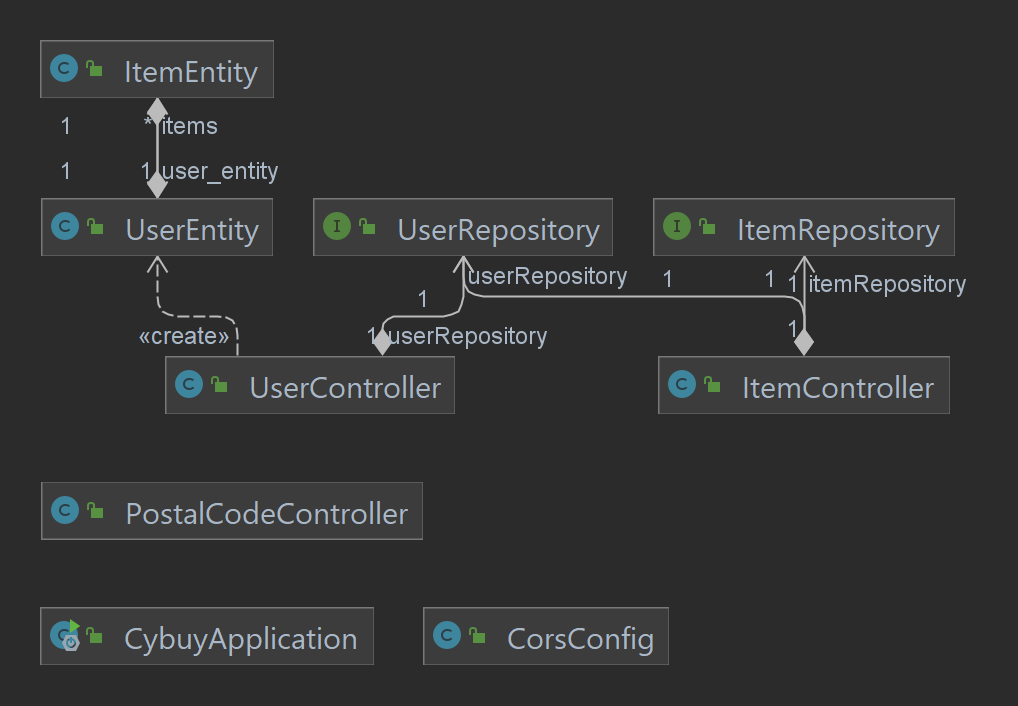 C ItemEntity
1 * items
1 1 user_entity
C UserEntity
I UserRepository
I ItemRepository
userRepository 1 1 1 itemRepository
1
«create» 1 userRepository 1
C UserController
C ItemController
C PostalCodeController
C CybuyApplication
C CorsConfig